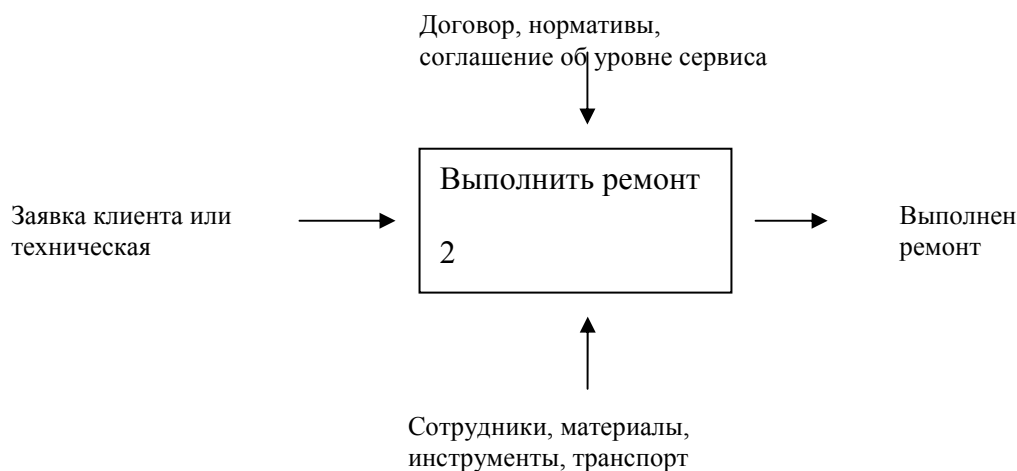 Договор, нормативы,
соглашение об уровне сервиса
Выполнить ремонт
2
Заявка клиента или
техническая
Выполнен
ремонт
Сотрудники, материалы,
инструменты, транспорт